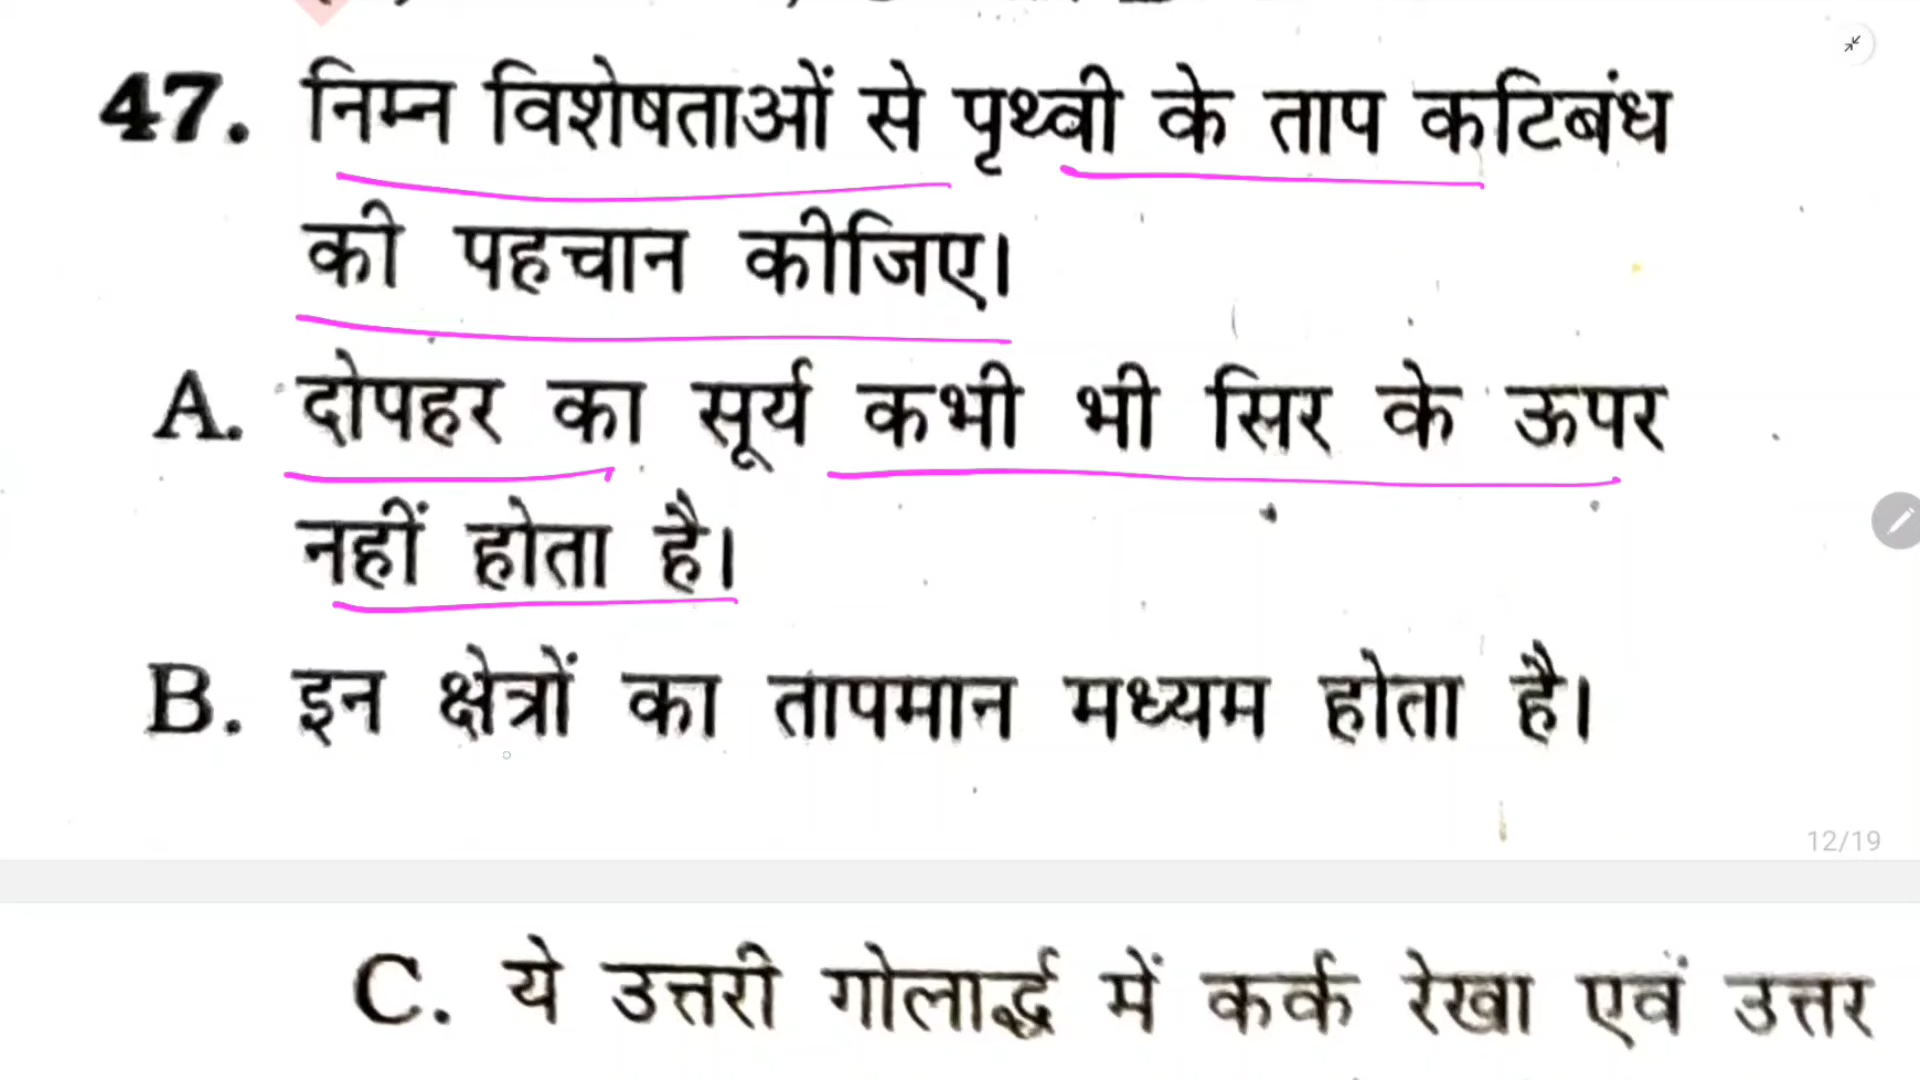 47. निम्न विशेषताओं से पृथ्वी के ताप कटिबंध
की पहचान कीजिए।
A. दोपहर का सूर्य कभी भी सिर के ऊपर
नहीं होता है।
B. इन क्षेत्रों का तापमान मध्यम होता है।
12/19
C. ये उत्तरी गोलार्द्ध में कर्क रेखा एवं उत्तर